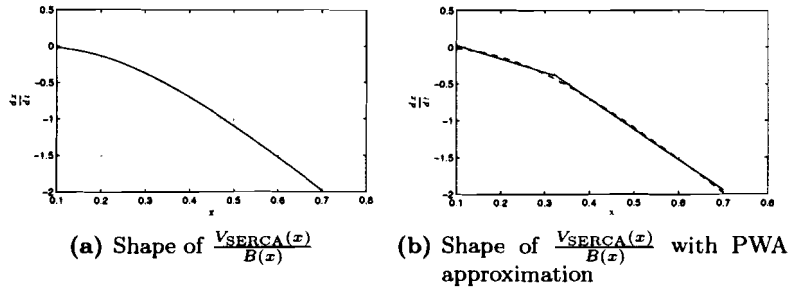 0.5
0
−0.5
−1
−1.5
−2
dx/dt
0.1 0.2 0.3 0.4 0.5 0.6 0.7 0.8
x
(a) Shape of V_SERCA(x)/B(x)
0.5
0
−0.5
−1
−1.5
−2
dx/dt
0.1 0.2 0.3 0.4 0.5 0.6 0.7 0.8
x
(b) Shape of V_SERCA(x)/B(x) with PWA
approximation